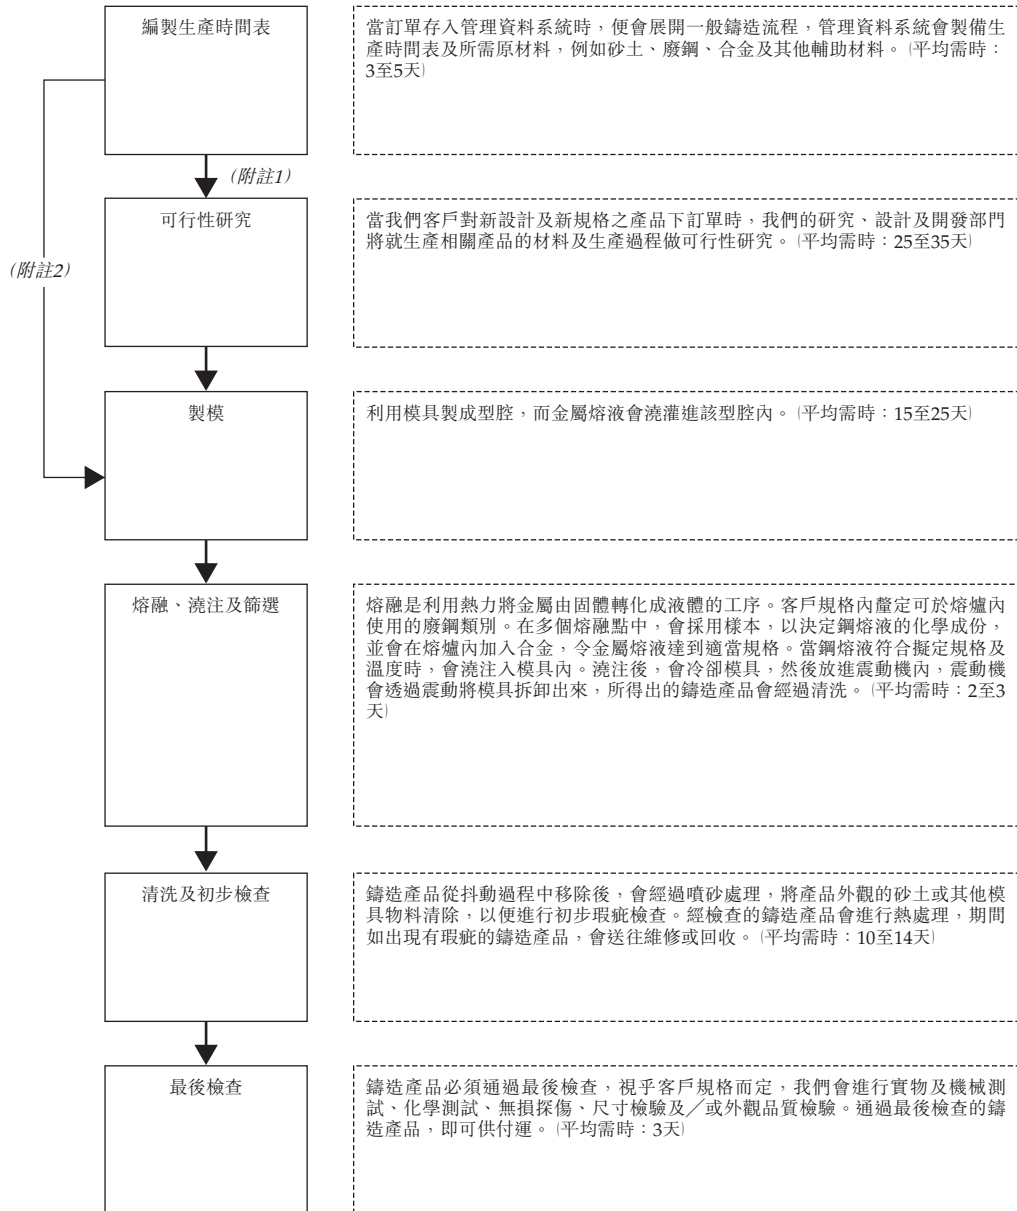 編製生產時間表
當訂單存入管理資料系統時，便會展開一般鑄造流程，管理資料系統會製備生
產時間表及所需原材料，例如砂土、廢鋼、合金及其他輔助材料。(平均需時：
3至5天)
(附註1)
可行性研究
當我們客戶對新設計及新規格之產品下訂單時，我們的研究、設計及開發部門
將就生產相關產品的材料及生產過程做可行性研究。(平均需時：25至35天)
(附註2)
製模
利用模具製成型腔，而金屬熔液會澆灌進該型腔內。(平均需時：15至25天)
熔融、澆注及篩選
熔融是利用熱力將金屬由固體轉化成液體的工序。客戶規格內釐定可於熔爐內
使用的廢鋼類別。在多個熔融點中，會採用樣本，以決定鋼熔液的化學成份，
並會在熔爐內加入合金，令金屬熔液達到適當規格。當鋼熔液符合擬定規格及
溫度時，會澆注入模具內。澆注後，會冷卻模具，然後放進震動機內，震動機
會透過震動將模具拆卸出來，所得出的鑄造產品會經過清洗。(平均需時：2至3
天)
清洗及初步檢查
鑄造產品從抖動過程中移除後，會經過噴砂處理，將產品外觀的砂土或其他模
具物料清除，以便進行初步瑕疵檢查。經檢查的鑄造產品會進行熱處理，期間
如出現有瑕疵的鑄造產品，會送往維修或回收。(平均需時：10至14天)
最後檢查
鑄造產品必須通過最後檢查，視乎客戶規格而定，我們會進行實物及機械測
試、化學測試、無損探傷、尺寸檢驗及╱或外觀品質檢驗。通過最後檢查的鑄
造產品，即可供付運。(平均需時：3天)